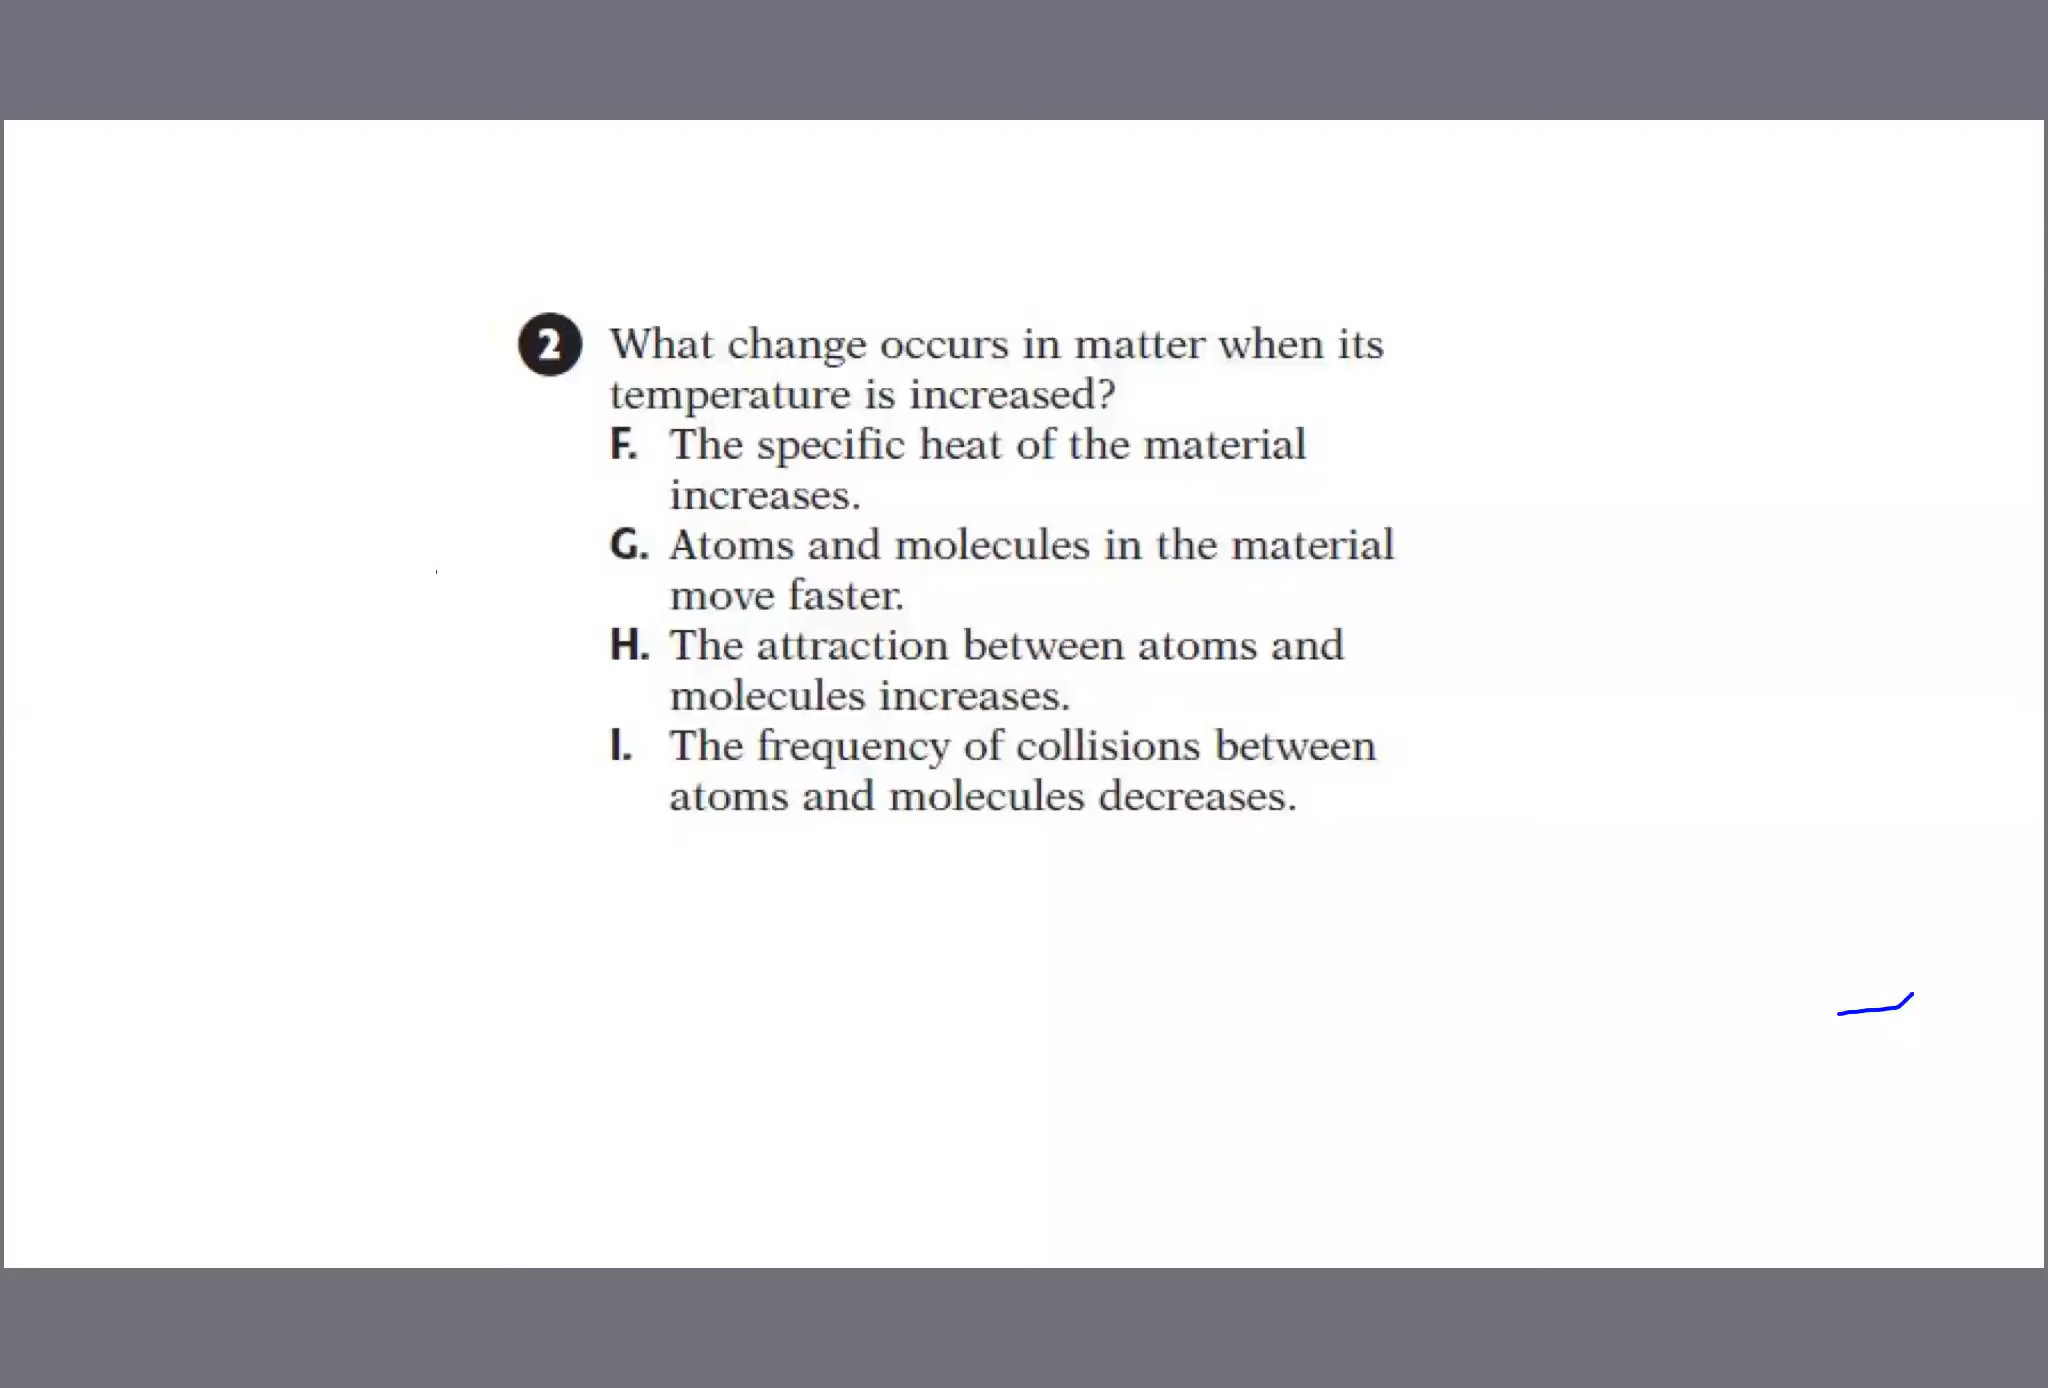 2 What change occurs in matter when its
temperature is increased?
F. The specific heat of the material
increases.
G. Atoms and molecules in the material
move faster.
H. The attraction between atoms and
molecules increases.
I. The frequency of collisions between
atoms and molecules decreases.